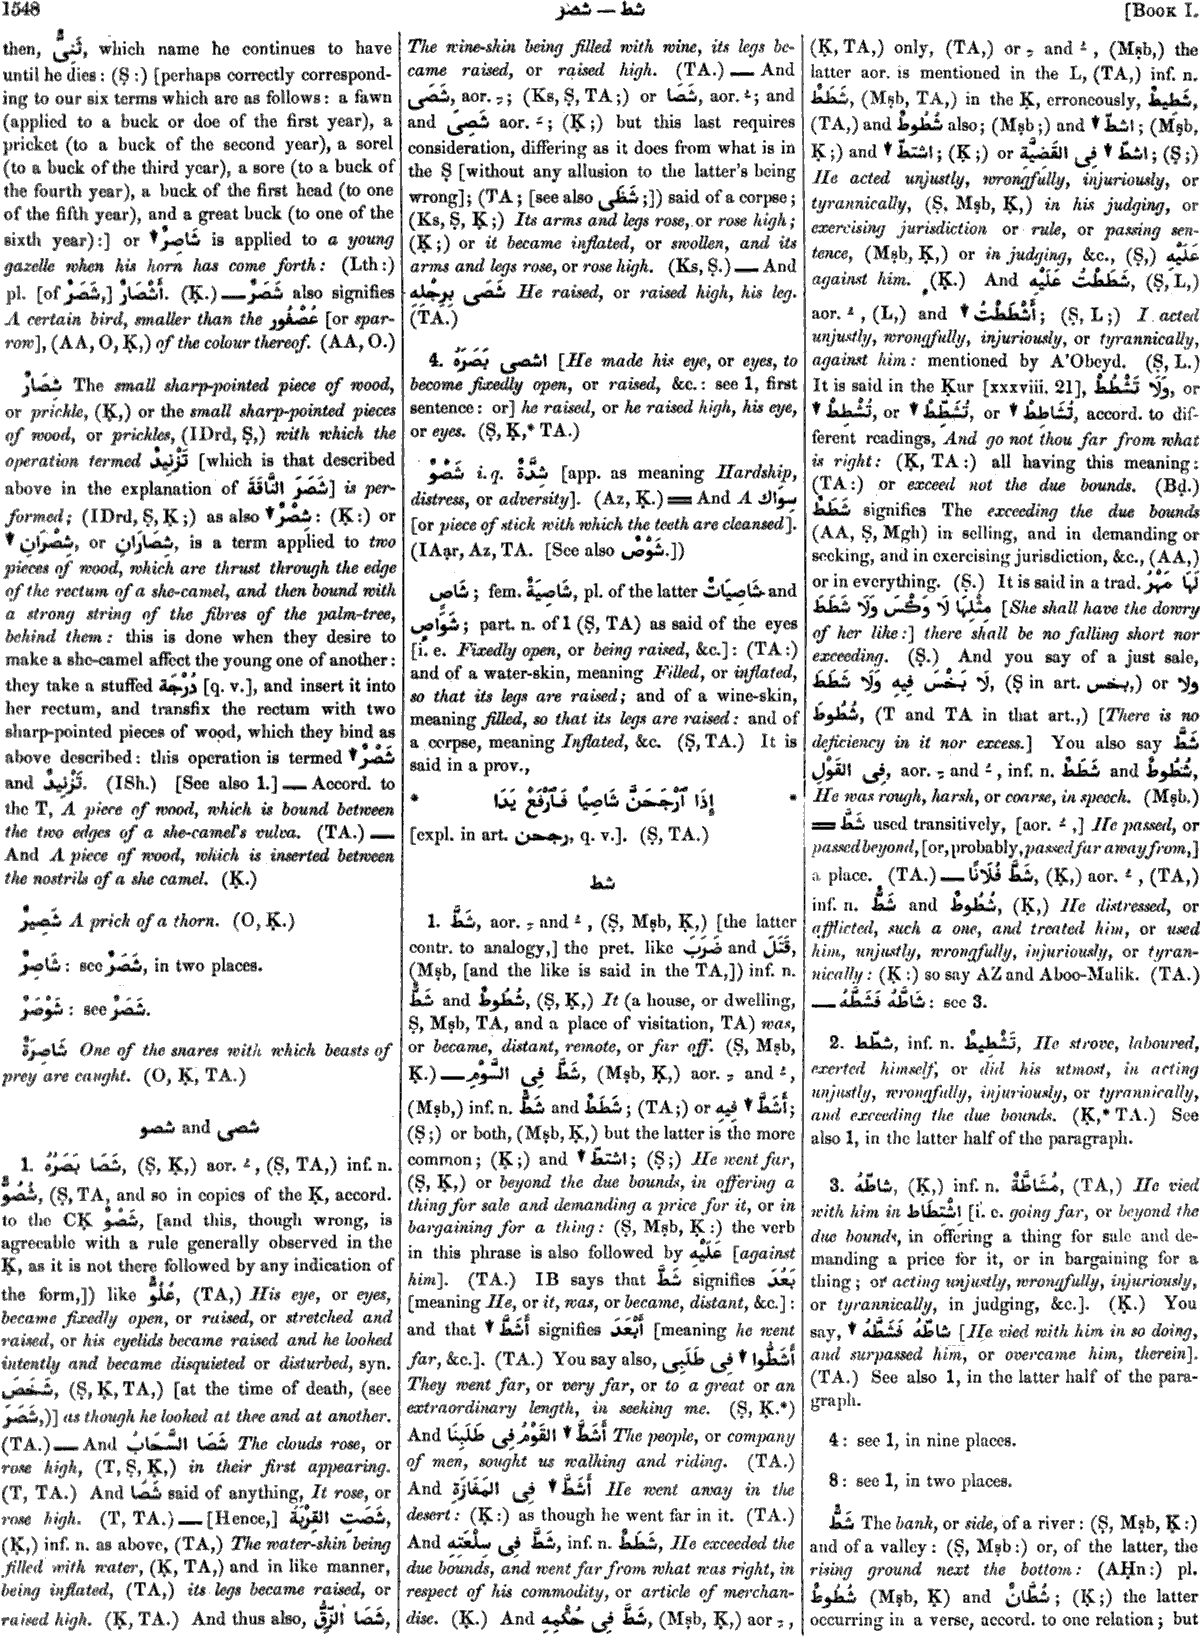 1548
شط — شصر
[BOOK I.
then, ثَنِىٌّ, which name he continues to have
until he dies: (Ṣ:) [perhaps correctly correspond-
ing to our six terms which are as follows: a fawn
(applied to a buck or doe of the first year), a
pricket (to a buck of the second year), a sorel
(to a buck of the third year), a sore (to a buck of
the fourth year), a buck of the first head (to one
of the fifth year), and a great buck (to one of the
sixth year):] or ▼ شَاصِرٌ is applied to a young
gazelle when his horn has come forth: (Lth:)
pl. [of شَصَرٌ,] أَشْصَارٌ. (Ḳ.) — شَصَرٌ also signifies
A certain bird, smaller than the عُصْفُور [or spar-
row], (AA, O, Ḳ,) of the colour thereof. (AA, O.)
شِصَارٌ The small sharp-pointed piece of wood,
or prickle, (Ḳ,) or the small sharp-pointed pieces
of wood, or prickles, (IDrd, Ṣ,) with which the
operation termed تَزْنِيدٌ [which is that described
above in the explanation of شَصَرَ النَّاقَةَ] is per-
formed; (IDrd, Ṣ, Ḳ;) as also ▼ شِصْرٌ: (Ḳ:) or
▼ شِصْرَانِ, or شِصَارَانِ, is a term applied to two
pieces of wood, which are thrust through the edge
of the rectum of a she-camel, and then bound with
a strong string of the fibres of the palm-tree,
behind them: this is done when they desire to
make a she-camel affect the young one of another:
they take a stuffed دُرْجَة [q. v.], and insert it into
her rectum, and transfix the rectum with two
sharp-pointed pieces of wood, which they bind as
above described: this operation is termed ▼ شَصْرٌ
and تَزْنِيدٌ. (ISh.) [See also 1.] — Accord. to
the T, A piece of wood, which is bound between
the two edges of a she-camel's vulva. (TA.) —
And A piece of wood, which is inserted between
the nostrils of a she camel. (Ḳ.)
شَصِيرٌ A prick of a thorn. (O, Ḳ.)
شَاصِرٌ: see شَصَرٌ, in two places.
شَوْصَرٌ: see شَصَرٌ.
شَاصِرَةٌ One of the snares with which beasts of
prey are caught. (O, Ḳ, TA.)
شصو and شصى
1. شَصَا بَصَرُهُ, (Ṣ, Ḳ,) aor. ُ , (Ṣ, TA,) inf. n.
شُصُوٌّ, (Ṣ, TA, and so in copies of the Ḳ, accord.
to the CḲ شَصْوٌ, [and this, though wrong, is
agreeable with a rule generally observed in the
Ḳ, as it is not there followed by any indication of
the form,]) like عُلُوٌّ, (TA,) His eye, or eyes,
became fixedly open, or raised, or stretched and
raised, or his eyelids became raised and he looked
intently and became disquieted or disturbed, syn.
شَخَصَ, (Ṣ, Ḳ, TA,) [at the time of death, (see
شَصَرَ,)] as though he looked at thee and at another.
(TA.) — And شَصَا السَّحَابُ The clouds rose, or
rose high, (T, Ṣ, Ḳ,) in their first appearing.
(T, TA.) And شَصَا said of anything, It rose, or
rose high. (T, TA.) — [Hence,] شَصَتِ القِرْبَةُ,
(Ḳ,) inf. n. as above, (TA,) The water-skin being
filled with water, (Ḳ, TA,) and in like manner,
being inflated, (TA,) its legs became raised, or
raised high. (Ḳ, TA.) And thus also, شَصَا الزِّقُّ,
The wine-skin being filled with wine, its legs be-
came raised, or raised high. (TA.) — And
شَصَى, aor. ِ ; (Ks, Ṣ, TA;) or شَصَا, aor. ُ ; and
and شَصِىَ aor. َ ; (Ḳ;) but this last requires
consideration, differing as it does from what is in
the Ṣ [without any allusion to the latter's being
wrong]; (TA; [see also شَظَى;]) said of a corpse;
(Ks, Ṣ, Ḳ;) Its arms and legs rose, or rose high;
(Ḳ;) or it became inflated, or swollen, and its
arms and legs rose, or rose high. (Ks, Ṣ.) — And
شَصَى بِرِجْلِهِ He raised, or raised high, his leg.
(TA.)
4. اشصى بَصَرَهُ [He made his eye, or eyes, to
become fixedly open, or raised, &c.: see 1, first
sentence: or] he raised, or he raised high, his eye,
or eyes. (Ṣ, Ḳ,* TA.)
شَصْوٌ i. q. شِدَّةٌ [app. as meaning Hardship,
distress, or adversity]. (Az, Ḳ.) = And A سِوَاك
[or piece of stick with which the teeth are cleansed].
(IAạr, Az, TA. [See also شَوْصٌ.])
شَاصٍ; fem. شَاصِيَةٌ, pl. of the latter شَاصِيَاتٌ and
شَوَاصٍ; part. n. of 1 (Ṣ, TA) as said of the eyes
[i. e. Fixedly open, or being raised, &c.]: (TA:)
and of a water-skin, meaning Filled, or inflated,
so that its legs are raised; and of a wine-skin,
meaning filled, so that its legs are raised: and of
a corpse, meaning Inflated, &c. (Ṣ, TA.) It is
said in a prov.,
* إِذَا ٱرْجَحَنَّ شَاصِيًا فَٱرْفَعْ يَدَا *
[expl. in art. رجحن, q. v.]. (Ṣ, TA.)
شط
1. شَطَّ, aor. ِ and ُ , (Ṣ, Mṣb, Ḳ,) [the latter
contr. to analogy,] the pret. like ضَرَبَ and قَتَلَ,
(Mṣb, [and the like is said in the TA,]) inf. n.
شَطٌّ and شُطُوطٌ, (Ṣ, Ḳ,) It (a house, or dwelling,
Ṣ, Mṣb, TA, and a place of visitation, TA) was,
or became, distant, remote, or far off. (Ṣ, Mṣb,
Ḳ.) — شَطَّ فِى السَّوْمِ, (Mṣb, Ḳ,) aor. ِ and ُ ,
(Mṣb,) inf. n. شَطٌّ and شَطَطٌ; (TA;) or ▼ أَشَطَّ فِيهِ;
(Ṣ;) or both, (Mṣb, Ḳ,) but the latter is the more
common; (Ḳ;) and ▼ اشتطّ; (Ṣ;) He went far,
(Ṣ, Ḳ,) or beyond the due bounds, in offering a
thing for sale and demanding a price for it, or in
bargaining for a thing: (Ṣ, Mṣb, Ḳ:) the verb
in this phrase is also followed by عَلَيْهِ [against
him]. (TA.) IB says that شَطَّ signifies بَعُدَ
[meaning He, or it, was, or became, distant, &c.]:
and that ▼ أَشَطَّ signifies أَبْعَدَ [meaning he went
far, &c.]. (TA.) You say also, أَشَطُّوا ▼ فِى طَلَبِى
They went far, or very far, or to a great or an
extraordinary length, in seeking me. (Ṣ, Ḳ.*)
And أَشَطَّ ▼ القَوْمُ فِى طَلَبِنَا The people, or company
of men, sought us walking and riding. (TA.)
And أَشَطَّ ▼ فِى المَفَازَةِ He went away in the
desert: (Ḳ:) as though he went far in it. (TA.)
And شَطَّ فِى سِلْعَتِهِ, inf. n. شَطَطٌ, He exceeded the
due bounds, and went far from what was right, in
respect of his commodity, or article of merchan-
dise. (Ḳ.) And شَطَّ فِى حُكْمِهِ, (Mṣb, Ḳ,) aor ِ ,
(Ḳ, TA,) only, (TA,) or ِ and ُ , (Mṣb,) the
latter aor. is mentioned in the L, (TA,) inf. n.
شَطَطٌ, (Mṣb, TA,) in the Ḳ, erroneously, شَطِيطٌ,
(TA,) and شُطُوطٌ also; (Mṣb;) and ▼ اشطّ; (Mṣb,
Ḳ;) and ▼ اشتطّ; (Ḳ;) or اشطّ ▼ فى القَضِيَّة; (Ṣ;)
He acted unjustly, wrongfully, injuriously, or
tyrannically, (Ṣ, Mṣb, Ḳ,) in his judging, or
exercising jurisdiction or rule, or passing sen-
tence, (Mṣb, Ḳ,) or in judging, &c., (Ṣ,) عَلَيْهِ
against him. (Ḳ.) And شَطَطْتُ عَلَيْهِ, (Ṣ, L,)
aor. ُ , (L,) and ▼ أَشْطَطْتُ; (Ṣ, L;) I acted
unjustly, wrongfully, injuriously, or tyrannically,
against him: mentioned by A'Obeyd. (Ṣ, L.)
It is said in the Ḳur [xxxviii. 21], وَلَا تَشْطُطْ, or
▼ تُشْطِطْ, or ▼ تُشَطِّطْ, or ▼ تُشَاطِطْ, accord. to dif-
ferent readings, And go not thou far from what
is right: (Ḳ, TA:) all having this meaning:
(TA:) or exceed not the due bounds. (Bḍ.)
شَطَطٌ signifies The exceeding the due bounds
(AA, Ṣ, Mgh) in selling, and in demanding or
seeking, and in exercising jurisdiction, &c., (AA,)
or in everything. (Ṣ.) It is said in a trad. لَهَا مَهْرُ
مِثْلِهَا لَا وَكْسَ وَلَا شَطَطَ [She shall have the dowry
of her like:] there shall be no falling short nor
exceeding. (Ṣ.) And you say of a just sale,
لَا بَخْسَ فِيهِ وَلَا شَطَطَ, (Ṣ in art. بخس,) or ولا
شُطُوطَ, (T and TA in that art.,) [There is no
deficiency in it nor excess.] You also say شَطَّ
فِى القَوْلِ, aor. ِ and ُ , inf. n. شَطَطٌ and شُطُوطٌ,
He was rough, harsh, or coarse, in speech. (Mṣb.)
= شَطَّ used transitively, [aor. ُ ,] He passed, or
passed beyond, [or, probably, passed far away from,]
a place. (TA.) — شَطَّ فُلَانًا, (Ḳ,) aor. ُ , (TA,)
inf. n. شَطٌّ and شُطُوطٌ, (Ḳ,) He distressed, or
afflicted, such a one, and treated him, or used
him, unjustly, wrongfully, injuriously, or tyran-
nically: (Ḳ:) so say AZ and Aboo-Málik. (TA.)
— شَاطَّهُ فَشَطَّهُ: see 3.
2. شطّط, inf. n. تَشْطِيطٌ, He strove, laboured,
exerted himself, or did his utmost, in acting
unjustly, wrongfully, injuriously, or tyrannically,
and exceeding the due bounds. (Ḳ,* TA.) See
also 1, in the latter half of the paragraph.
3. شاطّهُ, (Ḳ,) inf. n. مُشَاطَّةٌ, (TA,) He vied
with him in اشْتِطَاط [i. e. going far, or beyond the
due bounds, in offering a thing for sale and de-
manding a price for it, or in bargaining for a
thing; or acting unjustly, wrongfully, injuriously,
or tyrannically, in judging, &c.]. (Ḳ.) You
say, ▼ شاطّهُ فَشَطَّهُ [He vied with him in so doing,
and surpassed him, or overcame him, therein].
(TA.) See also 1, in the latter half of the para-
graph.
4: see 1, in nine places.
8: see 1, in two places.
شَطٌّ The bank, or side, of a river: (Ṣ, Mṣb, Ḳ:)
and of a valley: (Ṣ, Mṣb:) or, of the latter, the
rising ground next the bottom: (AḤn:) pl.
شُطُوطٌ (Mṣb, Ḳ) and شُطَّانٌ; (Ḳ;) the latter
occurring in a verse, accord. to one relation; but